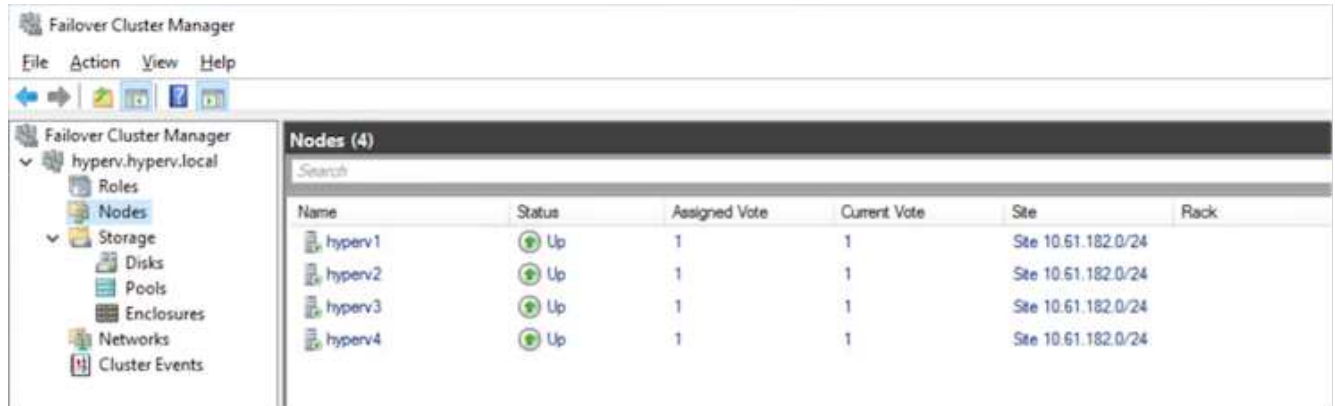 Failover Cluster Manager
File Action View Help
Failover Cluster Manager
hyperv.hyperv.local
Roles
Nodes
Storage
Disks
Pools
Enclosures
Networks
Cluster Events
Nodes (4)
Search
Name Status Assigned Vote Current Vote Site Rack
hyperv1 Up 1 1 Site 10.61.182.0/24
hyperv2 Up 1 1 Site 10.61.182.0/24
hyperv3 Up 1 1 Site 10.61.182.0/24
hyperv4 Up 1 1 Site 10.61.182.0/24